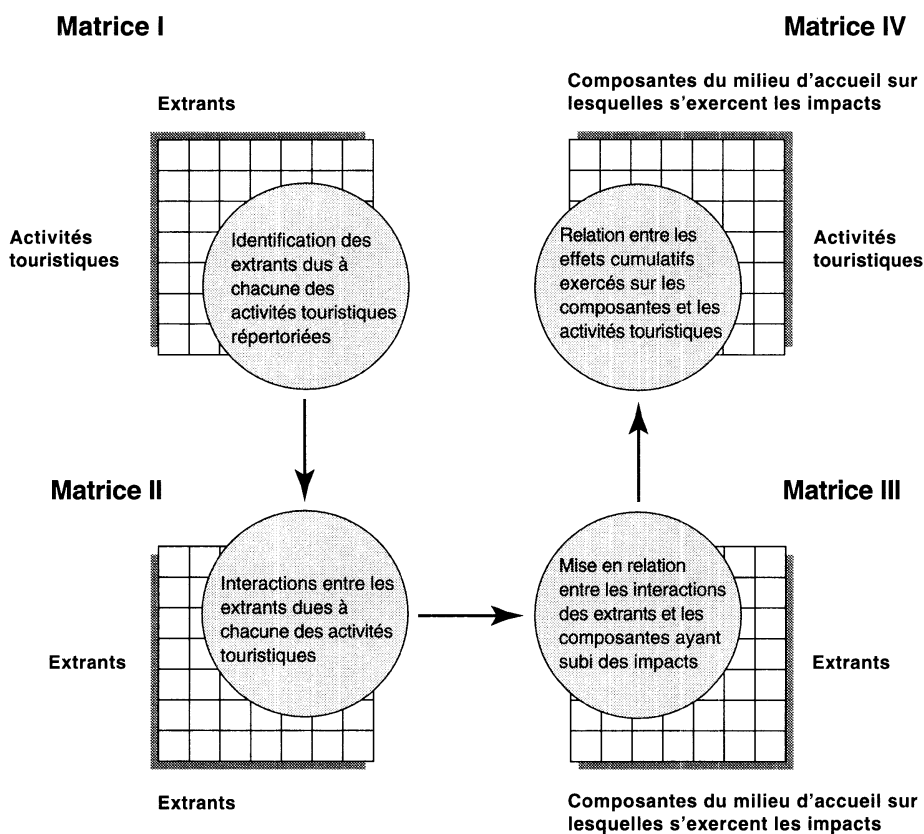 Matrice I
Extrants
Activités
touristiques
Identification des
extrants dus à
chacune des
activités touristiques
répertoriées
Matrice IV
Composantes du milieu d'accueil sur
lesquelles s'exercent les impacts
Relation entre les
effets cumulatifs
exercés sur les
composantes et les
activités touristiques
Activités
touristiques
Matrice II
Extrants
Interactions entre les
extrants dues à
chacune des activités
touristiques
Extrants
Matrice III
Mise en relation
entre les interactions
des extrants et les
composantes ayant
subi des impacts
Extrants
Composantes du milieu d'accueil sur
lesquelles s'exercent les impacts